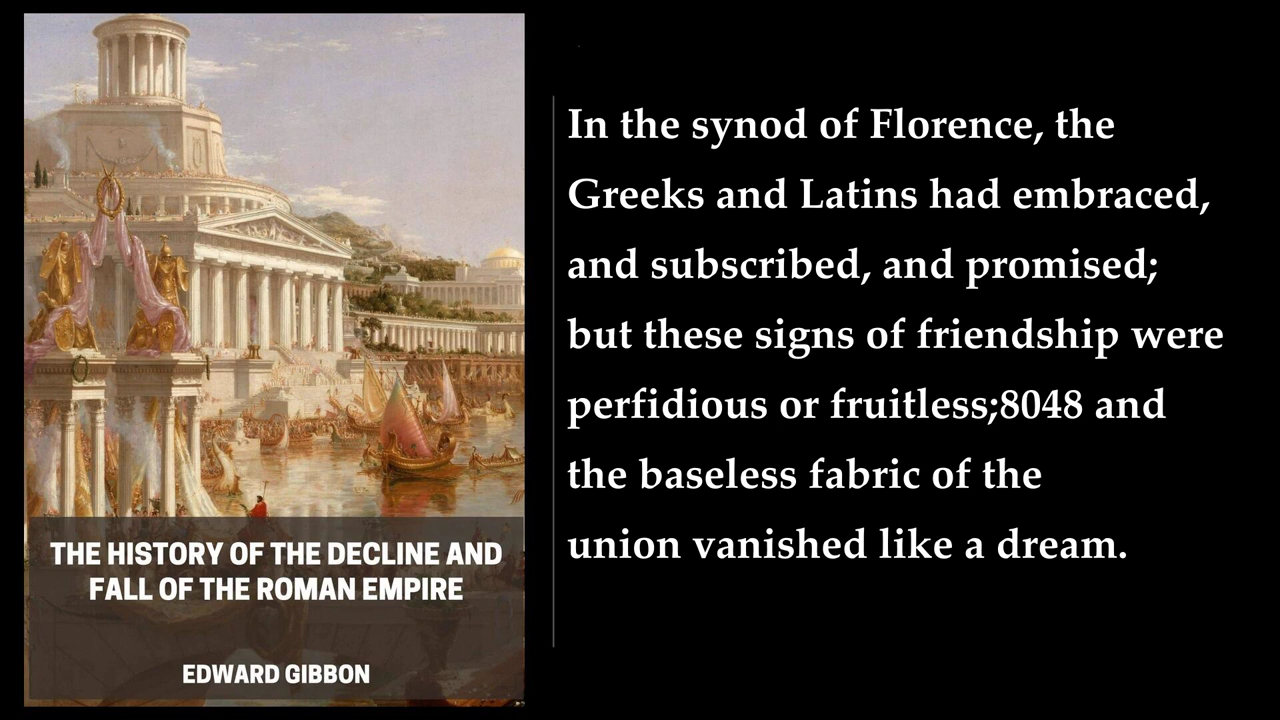 THE HISTORY OF THE DECLINE AND
FALL OF THE ROMAN EMPIRE
EDWARD GIBBON
In the synod of Florence, the
Greeks and Latins had embraced,
and subscribed, and promised;
but these signs of friendship were
perfidious or fruitless;8048 and
the baseless fabric of the
union vanished like a dream.